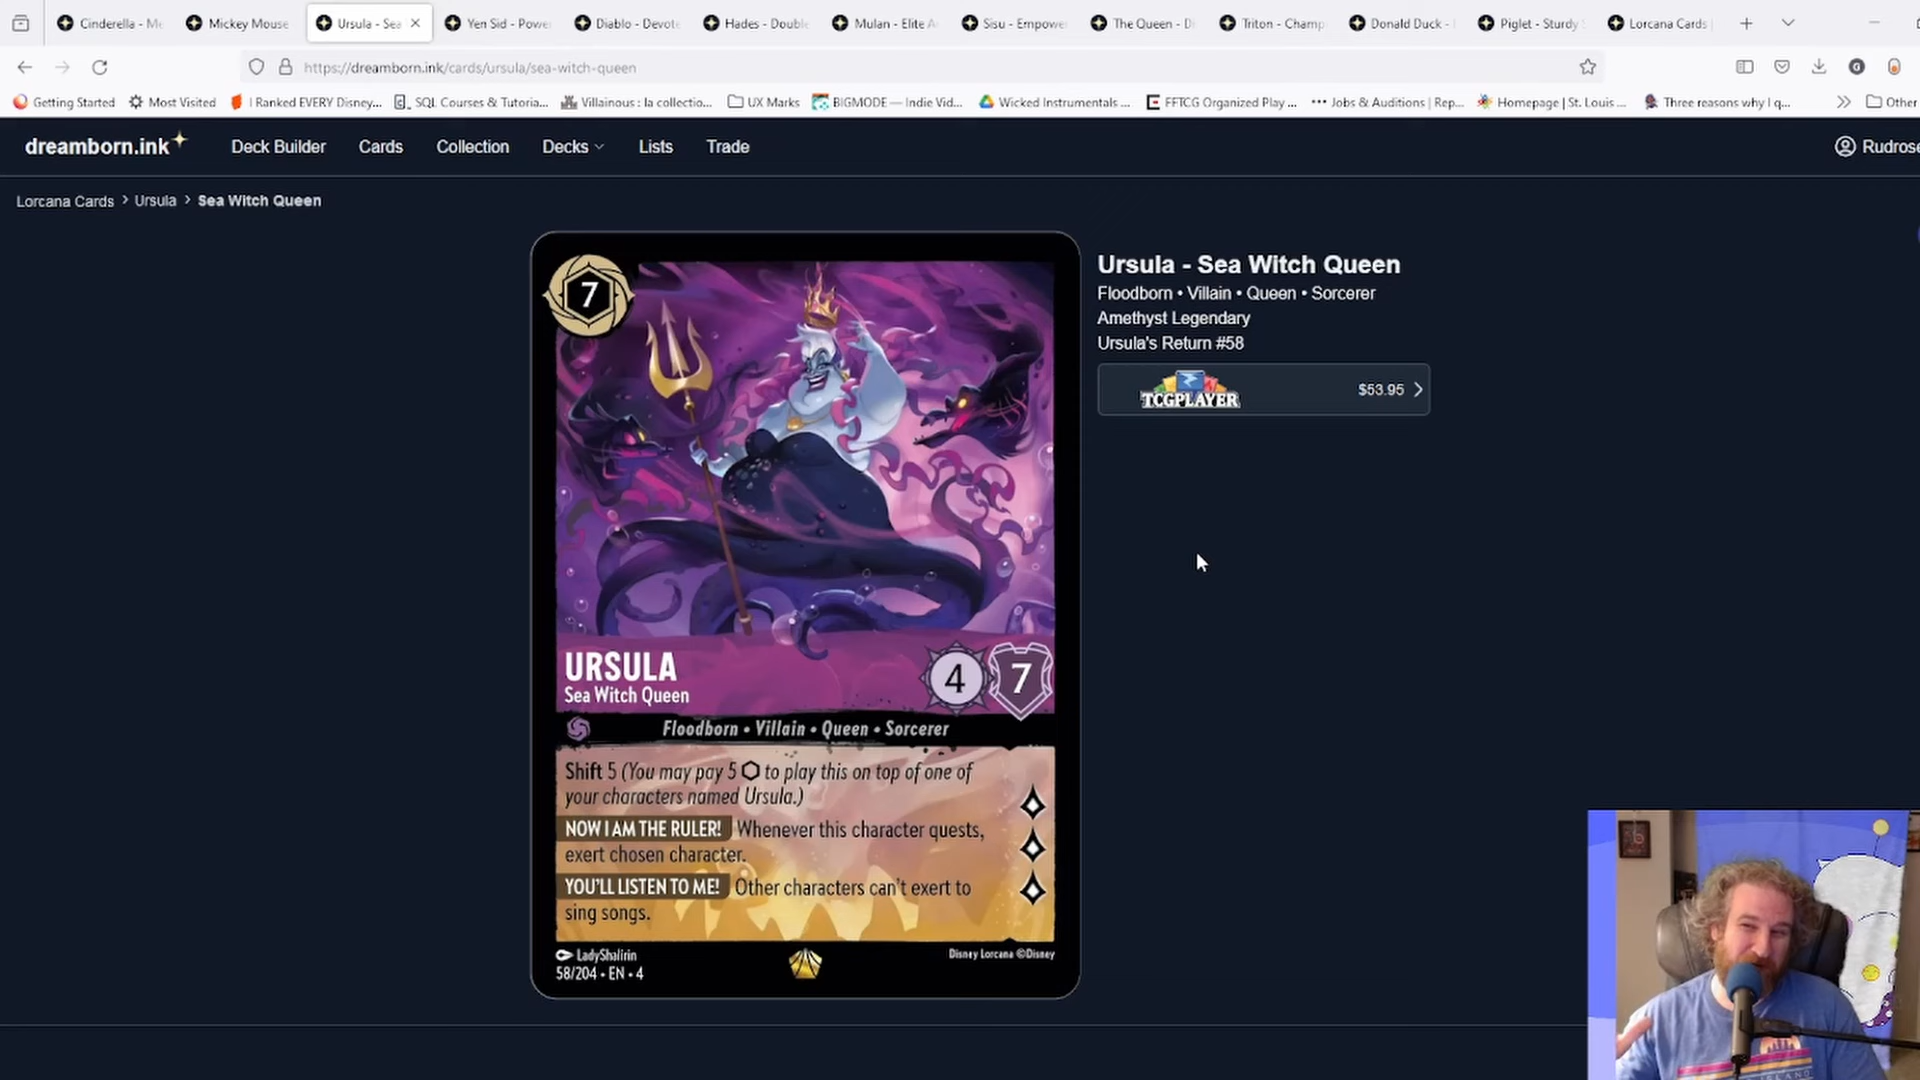 Cinderella - Me
Mickey Mouse
Ursula - Sea
Yen Sid - Powe
Diablo - Devote
Hades - Double
Mulan - Elite A
Sisu - Empowe
The Queen - Di
Triton - Champ
Donald Duck -
Piglet - Sturdy S
Lorcana Cards |
https://dreamborn.ink/cards/ursula/sea-witch-queen
Getting Started
Most Visited
I Ranked EVERY Disney...
SQL Courses & Tutoria...
Villainous : la collectio...
UX Marks
BIGMODE — Indie Vid...
Wicked Instrumentals ...
FFTCG Organized Play ...
Jobs & Auditions | Rep...
Homepage | St. Louis ...
Three reasons why I q...
Other
dreamborn.ink
Deck Builder
Cards
Collection
Decks
Lists
Trade
Rudrose
Lorcana Cards > Ursula > Sea Witch Queen
7
URSULA
Sea Witch Queen
4
7
Floodborn • Villain • Queen • Sorcerer
Shift 5 (You may pay 5 ⬡ to play this on top of one of
your characters named Ursula.)
NOW I AM THE RULER! Whenever this character quests,
exert chosen character.
YOU'LL LISTEN TO ME! Other characters can't exert to
sing songs.
LadyShalirin
58/204 • EN • 4
Disney Lorcana ©Disney
Ursula - Sea Witch Queen
Floodborn • Villain • Queen • Sorcerer
Amethyst Legendary
Ursula's Return #58
TCGPLAYER
$53.95